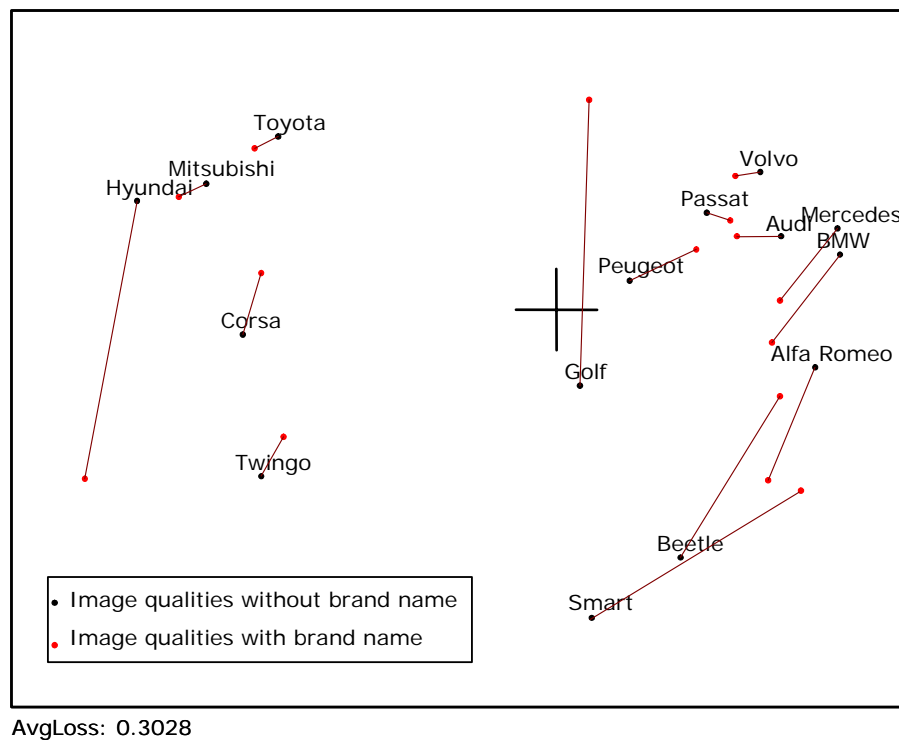 Toyota
Volvo
Mitsubishi
Hyundai
Passat
Mercedes
Audi
BMW
Peugeot
Corsa
Alfa Romeo
Golf
Twingo
Beetle
Smart
Image qualities without brand name
Image qualities with brand name
AvgLoss: 0.3028